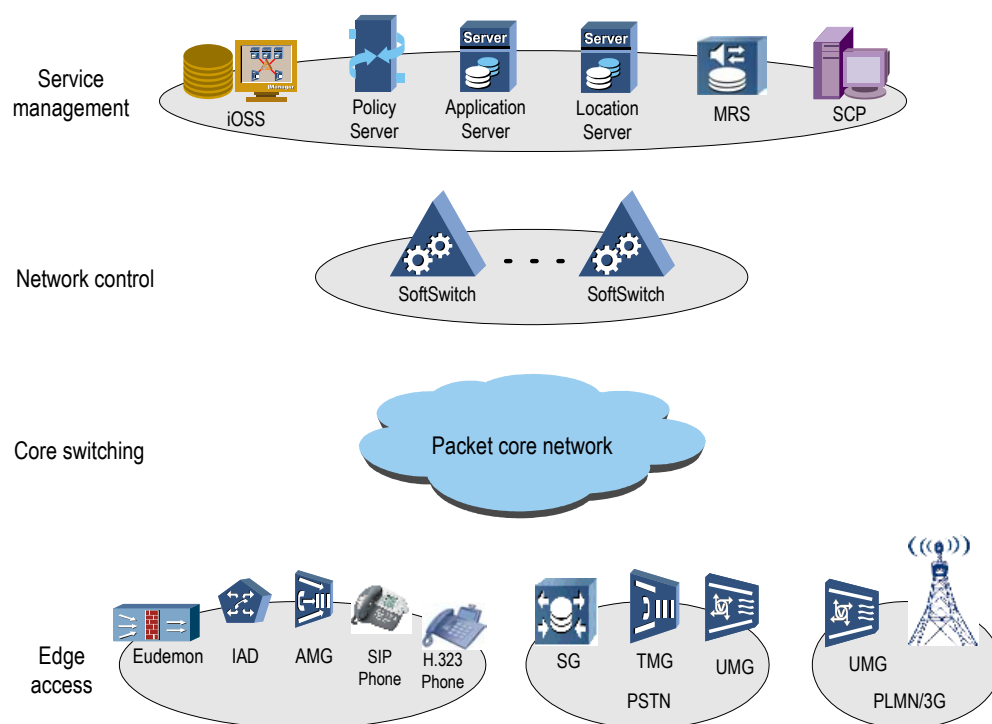 Service
management
Server
Server
iManager
iOSS
Policy
Server
Application
Server
Location
Server
MRS
SCP
Network control
SoftSwitch
- - -
SoftSwitch
Core switching
Packet core network
Edge
access
Eudemon
IAD
AMG
SIP
Phone
H.323
Phone
SG
TMG
UMG
PSTN
UMG
PLMN/3G